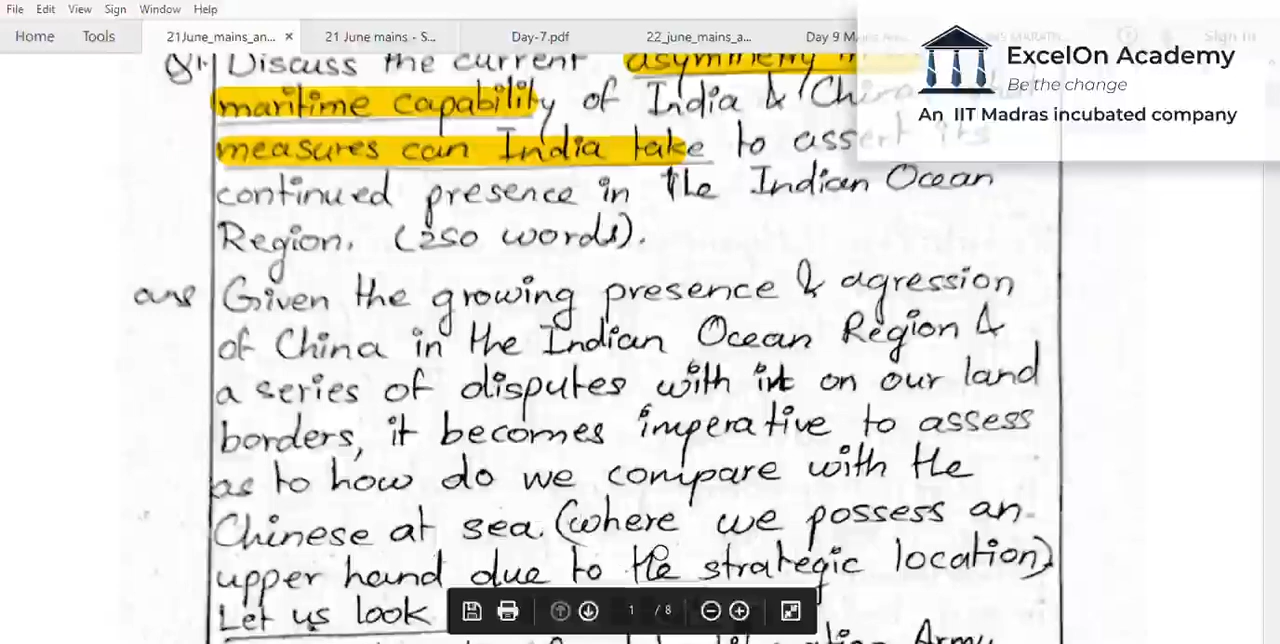 File Edit View Sign Window Help
Home Tools 21June_mains_an... × 21 June mains - S... Day-7.pdf 22_june_mains_a... Day 9 M
ExcelOn Academy
Be the change
An IIT Madras incubated company
Q1. Discuss the current asymmetry
maritime capability of India & China
measures can India take to assert its
continued presence in the Indian Ocean
Region. (250 words).
ans Given the growing presence & agression
of China in the Indian Ocean Region &
a series of disputes with it on our land
borders, it becomes imperative to assess
as to how do we compare with the
Chinese at sea. (where we possess an
upper hand due to the strategic location)
Let us look
1 / 8
Army